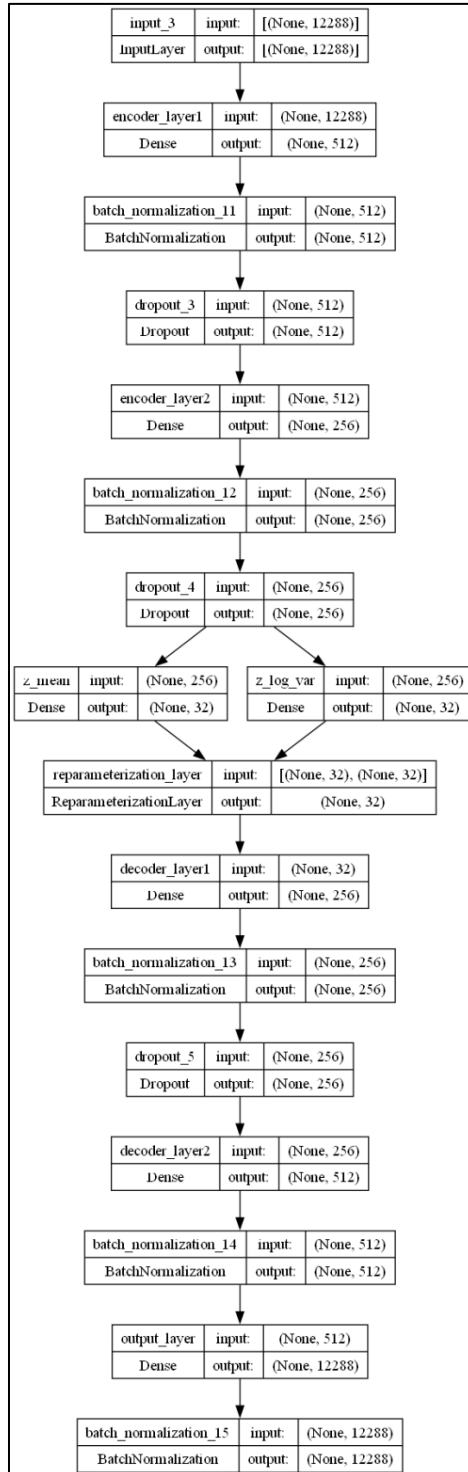 input_3 input: [(None, 12288)]
InputLayer output: [(None, 12288)]
encoder_layer1 input: (None, 12288)
Dense output: (None, 512)
batch_normalization_11 input: (None, 512)
BatchNormalization output: (None, 512)
dropout_3 input: (None, 512)
Dropout output: (None, 512)
encoder_layer2 input: (None, 512)
Dense output: (None, 256)
batch_normalization_12 input: (None, 256)
BatchNormalization output: (None, 256)
dropout_4 input: (None, 256)
Dropout output: (None, 256)
z_mean input: (None, 256) z_log_var input: (None, 256)
Dense output: (None, 32) Dense output: (None, 32)
reparameterization_layer input: [(None, 32), (None, 32)]
ReparameterizationLayer output: (None, 32)
decoder_layer1 input: (None, 32)
Dense output: (None, 256)
batch_normalization_13 input: (None, 256)
BatchNormalization output: (None, 256)
dropout_5 input: (None, 256)
Dropout output: (None, 256)
decoder_layer2 input: (None, 256)
Dense output: (None, 512)
batch_normalization_14 input: (None, 512)
BatchNormalization output: (None, 512)
output_layer input: (None, 512)
Dense output: (None, 12288)
batch_normalization_15 input: (None, 12288)
BatchNormalization output: (None, 12288)